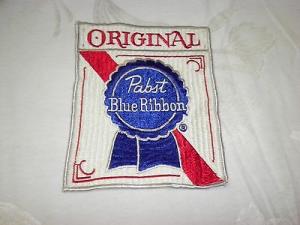 ORIGINAL
Pabst
Blue Ribbon
®